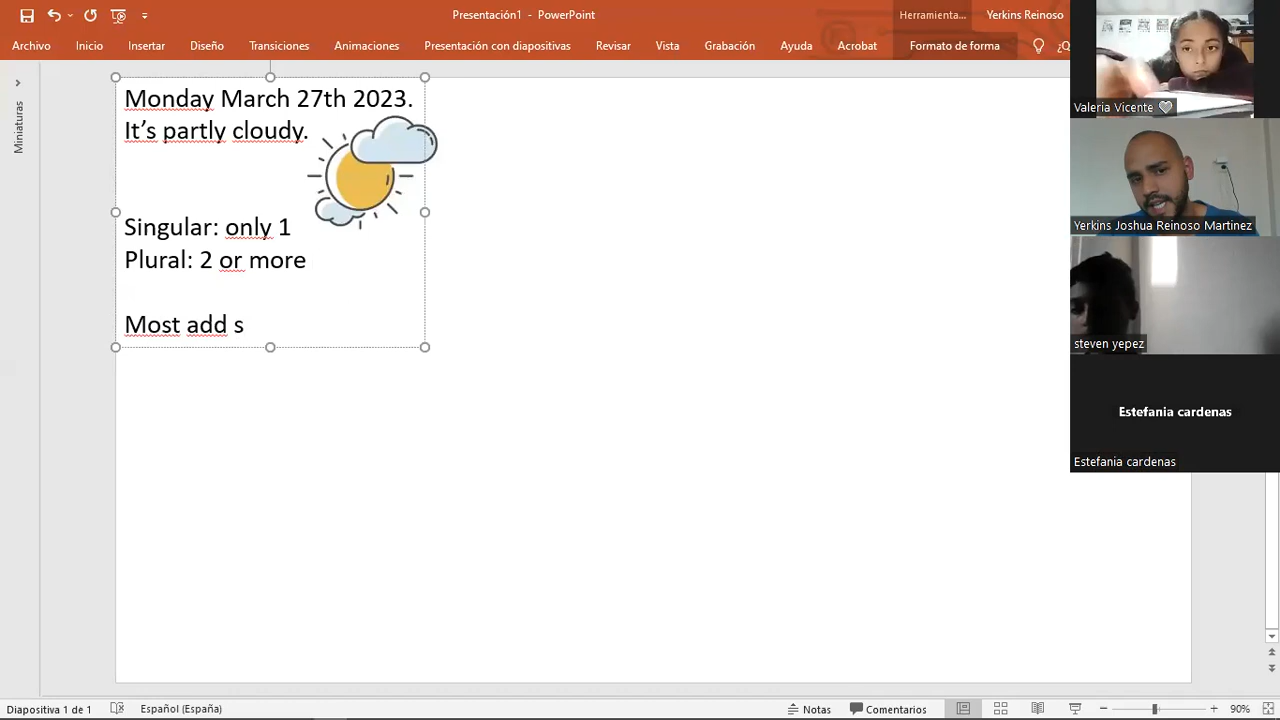 Presentación1 - PowerPoint
Herramienta...
Yerkins Reinoso
Archivo
Inicio
Insertar
Diseño
Transiciones
Animaciones
Presentación con diapositivas
Revisar
Vista
Grabación
Ayuda
Acrobat
Formato de forma
¿Q
Miniaturas
Monday March 27th 2023.
It’s partly cloudy.
Singular: only 1
Plural: 2 or more
Most add s
Valeria Vicente
Yerkins Joshua Reinoso Martinez
steven yepez
Estefania cardenas
Estefania cardenas
Diapositiva 1 de 1
Español (España)
Notas
Comentarios
90%